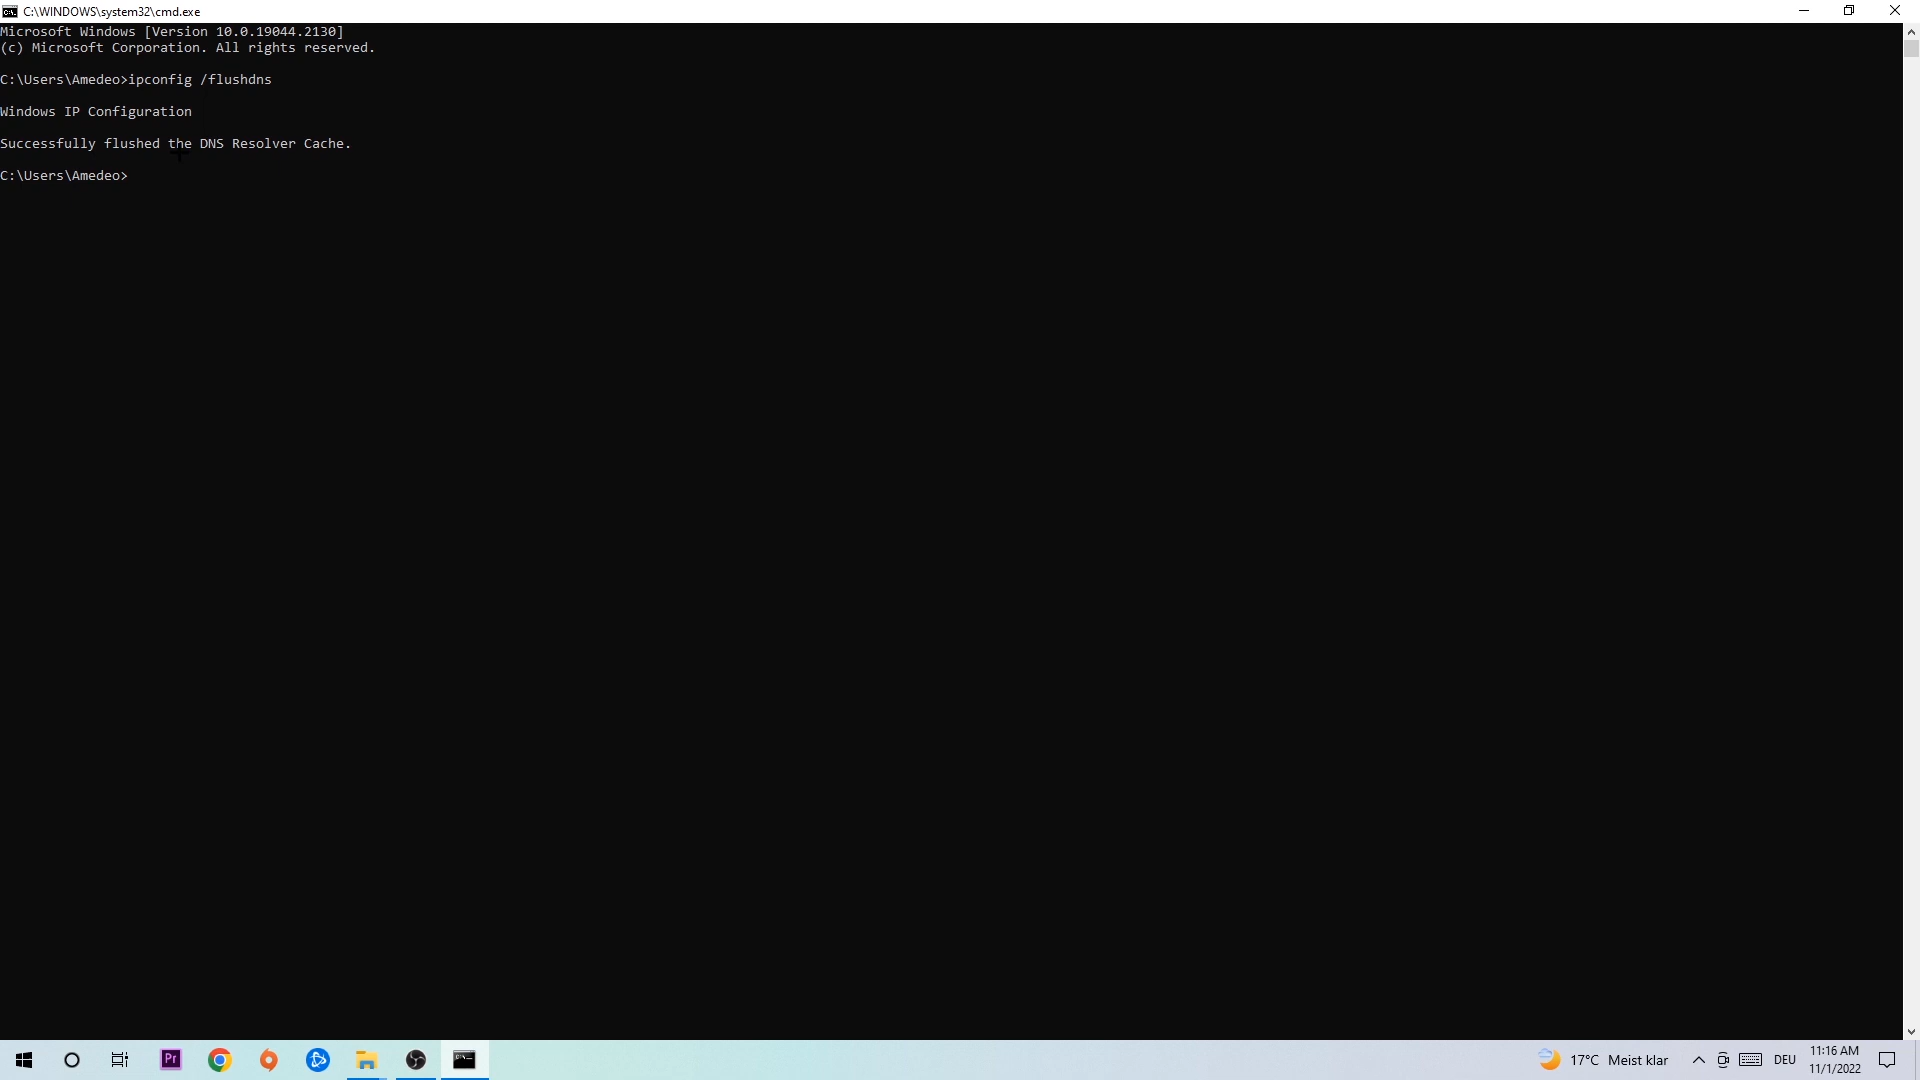 C:\WINDOWS\system32\cmd.exe
Microsoft Windows [Version 10.0.19044.2130]
(c) Microsoft Corporation. All rights reserved.
C:\Users\Amedeo>ipconfig /flushdns
Windows IP Configuration
Successfully flushed the DNS Resolver Cache.
C:\Users\Amedeo>
Pr
17°C Meist klar
DEU
11:16 AM
11/1/2022